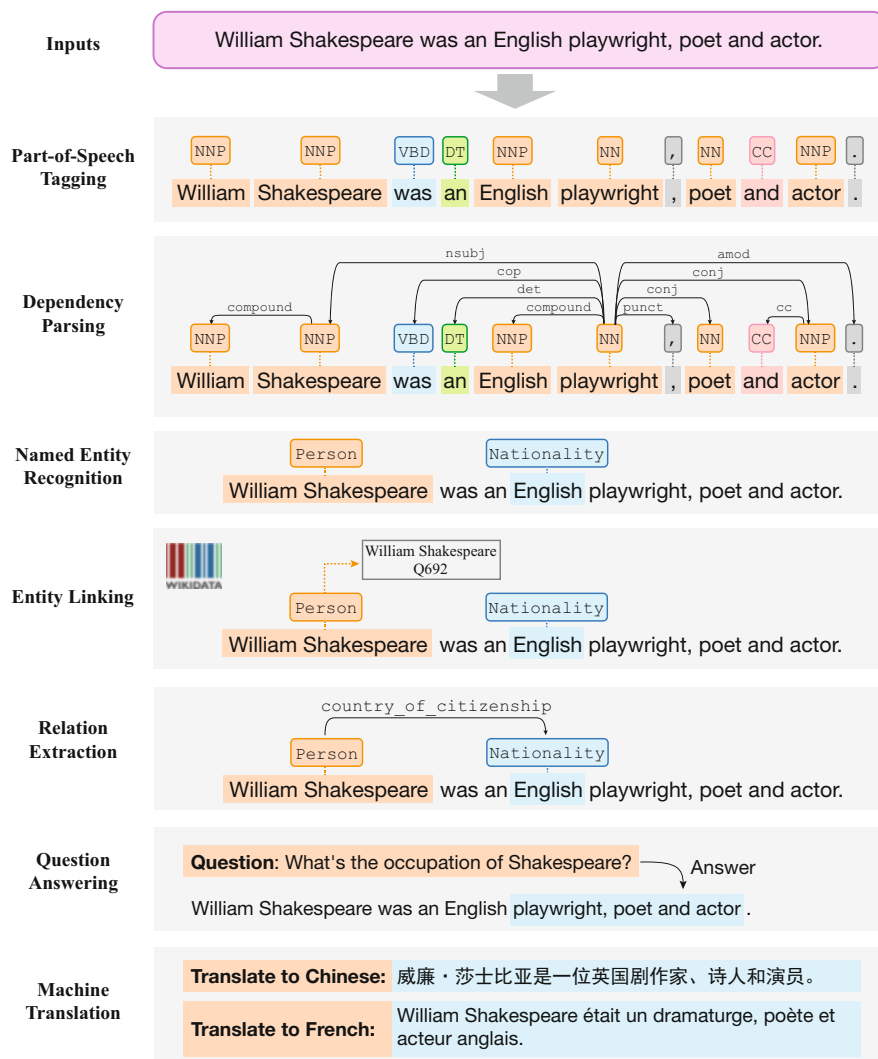 Inputs
William Shakespeare was an English playwright, poet and actor.
Part-of-Speech
Tagging
NNP NNP VBD DT NNP NN , NN CC NNP .
William Shakespeare was an English playwright , poet and actor .
Dependency
Parsing
nsubj amod
cop conj
det conj
compound compound punct cc
NNP NNP VBD DT NNP NN , NN CC NNP .
William Shakespeare was an English playwright , poet and actor .
Named Entity
Recognition
Person Nationality
William Shakespeare was an English playwright, poet and actor.
Entity Linking
WIKIDATA
William Shakespeare
Q692
Person Nationality
William Shakespeare was an English playwright, poet and actor.
Relation
Extraction
country_of_citizenship
Person Nationality
William Shakespeare was an English playwright, poet and actor.
Question
Answering
Question: What's the occupation of Shakespeare?
Answer
William Shakespeare was an English playwright, poet and actor .
Machine
Translation
Translate to Chinese: 威廉·莎士比亚是一位英国剧作家、诗人和演员。
Translate to French: William Shakespeare était un dramaturge, poète et
acteur anglais.